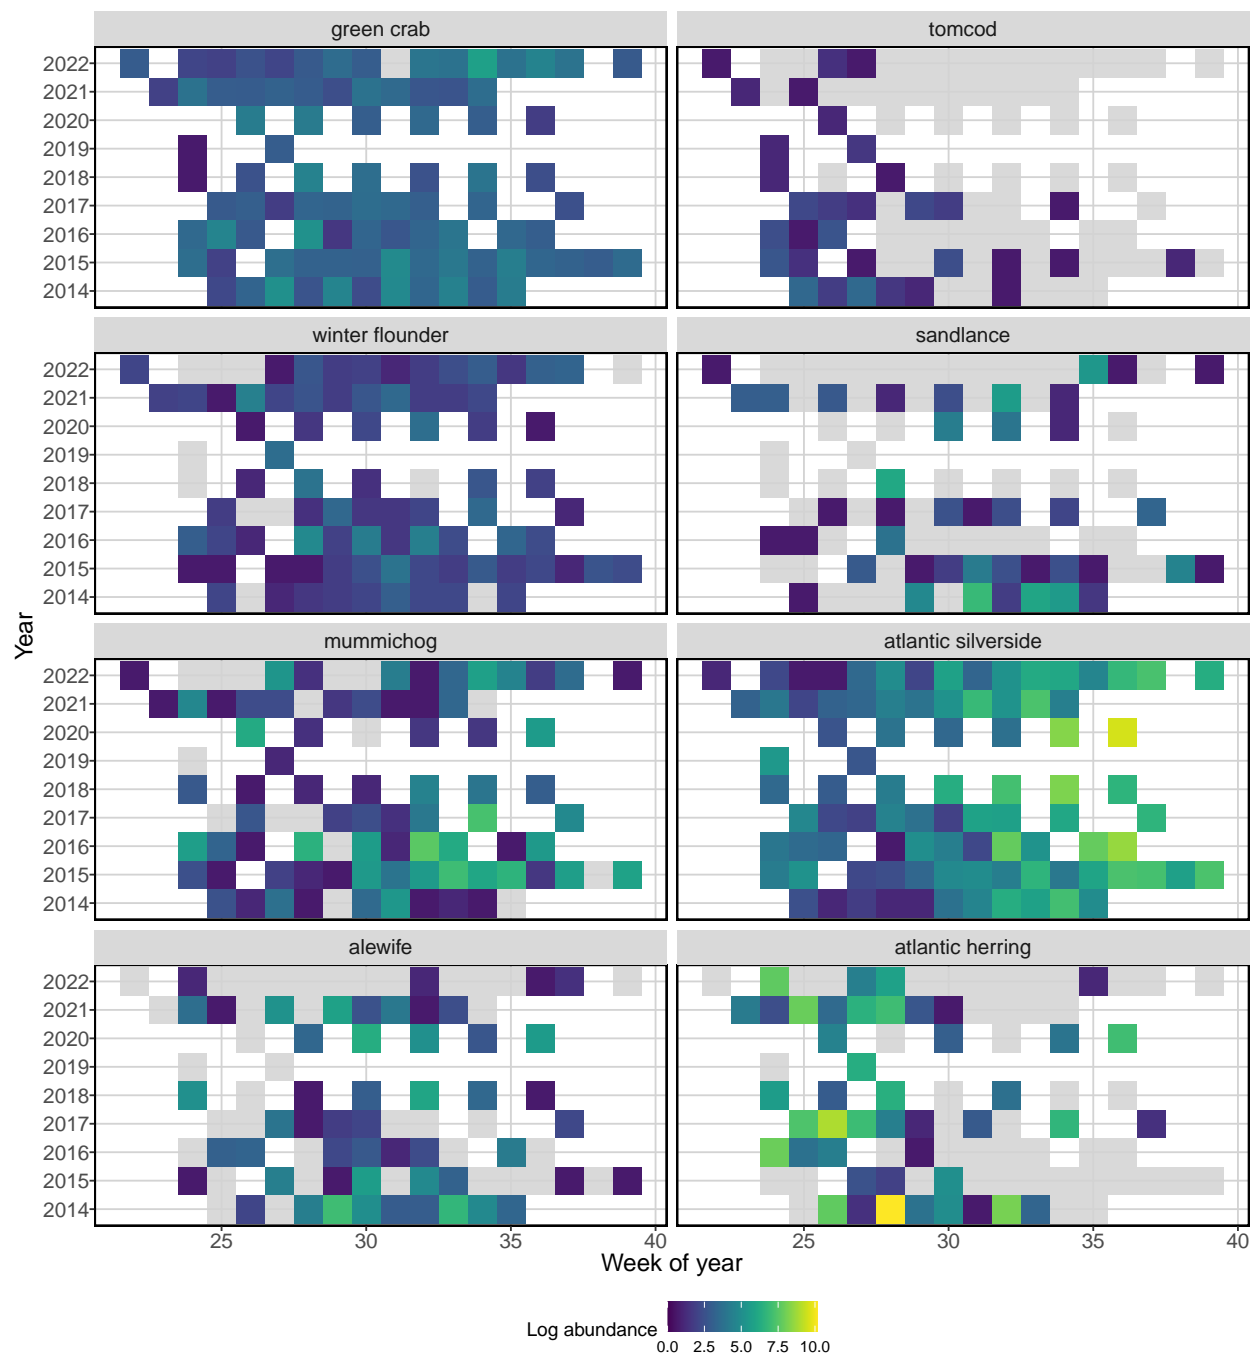 green crab
tomcod
2022
2021
2020
2019
2018
2017
2016
2015
2014
winter flounder
sandlance
2022
2021
2020
2019
2018
2017
2016
2015
2014
mummichog
atlantic silverside
2022
2021
2020
2019
2018
2017
2016
2015
2014
alewife
atlantic herring
2022
2021
2020
2019
2018
2017
2016
2015
2014
Year
25 30 35 40 25 30 35 40
Week of year
Log abundance
0.0 2.5 5.0 7.5 10.0